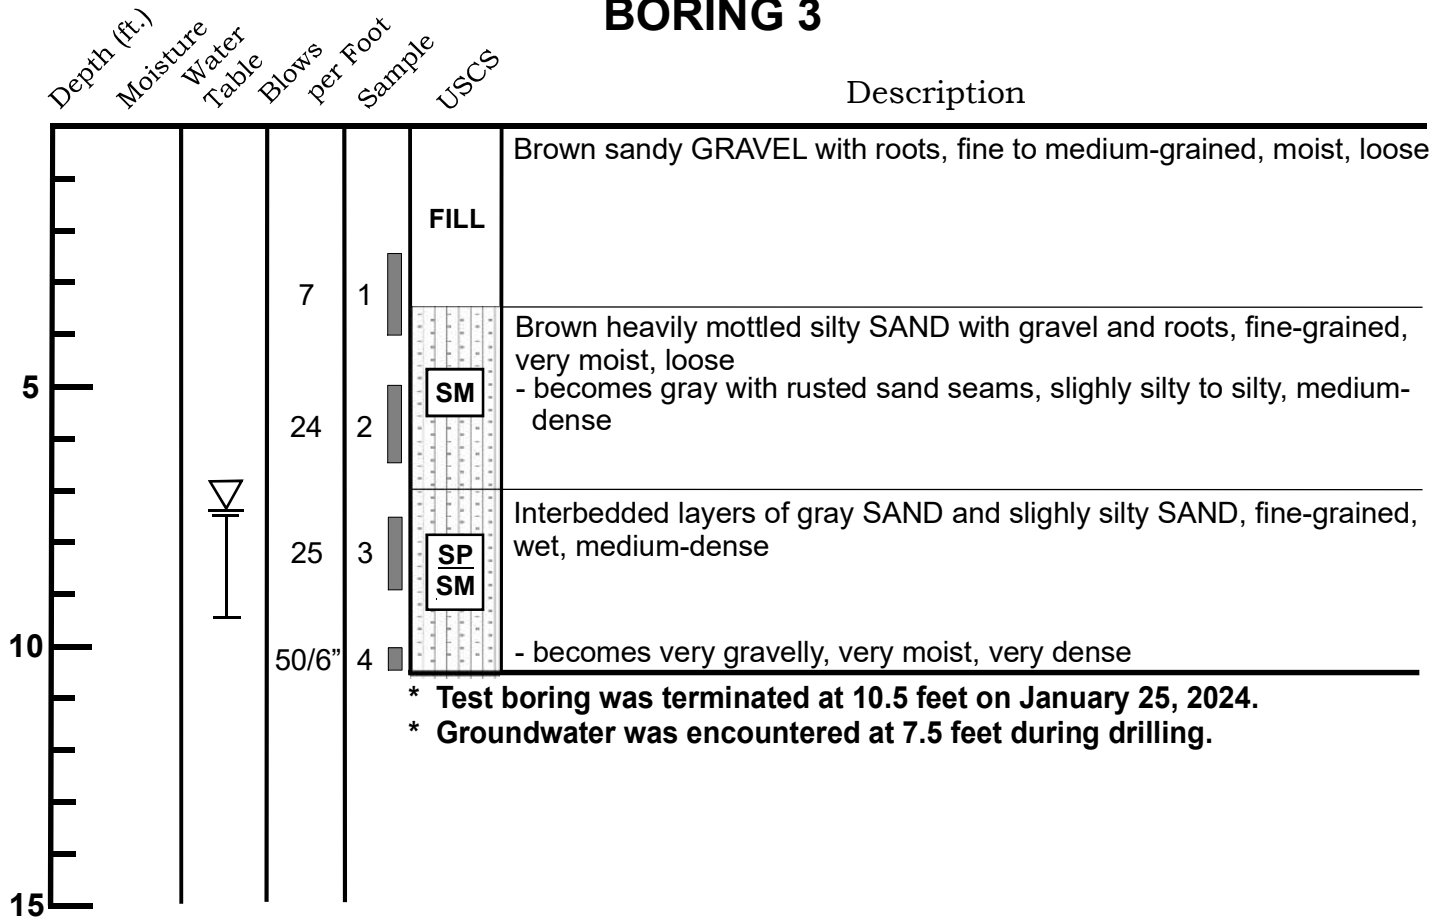 BORING 3
Depth (ft.)
Moisture
Water
Table
Blows
per Foot
Sample
USCS
Description
Brown sandy GRAVEL with roots, fine to medium-grained, moist, loose
FILL
7 1
Brown heavily mottled silty SAND with gravel and roots, fine-grained,
very moist, loose
5
SM
- becomes gray with rusted sand seams, slighly silty to silty, medium-
dense
24 2
Interbedded layers of gray SAND and slighly silty SAND, fine-grained,
wet, medium-dense
25 3
SP
SM
10
50/6” 4
- becomes very gravelly, very moist, very dense
* Test boring was terminated at 10.5 feet on January 25, 2024.
* Groundwater was encountered at 7.5 feet during drilling.
15